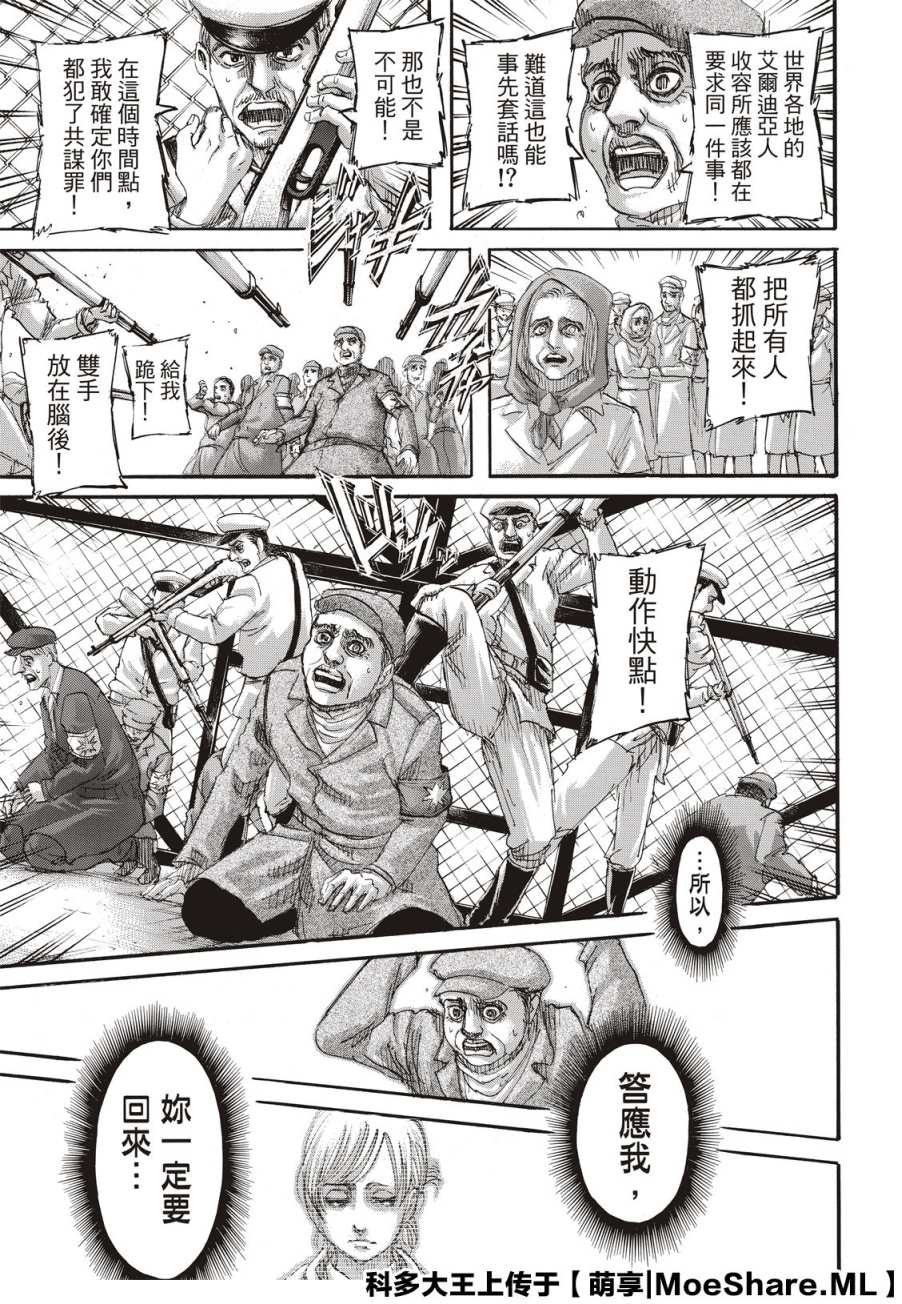 世界各地的
艾爾迪亞人
收容所應該都在
要求同一件事！
難道這也能
事先套話嗎!?
那也不是
不可能！
在這個時間點，
我敢確定你們
都犯了共謀罪！
把所有人
都抓起來！
給我
跪下！
雙手
放在腦後！
動作快點！
…所以，
答應我，
妳一定要
回來…
科多大王上传于【萌享|MoeShare.ML】